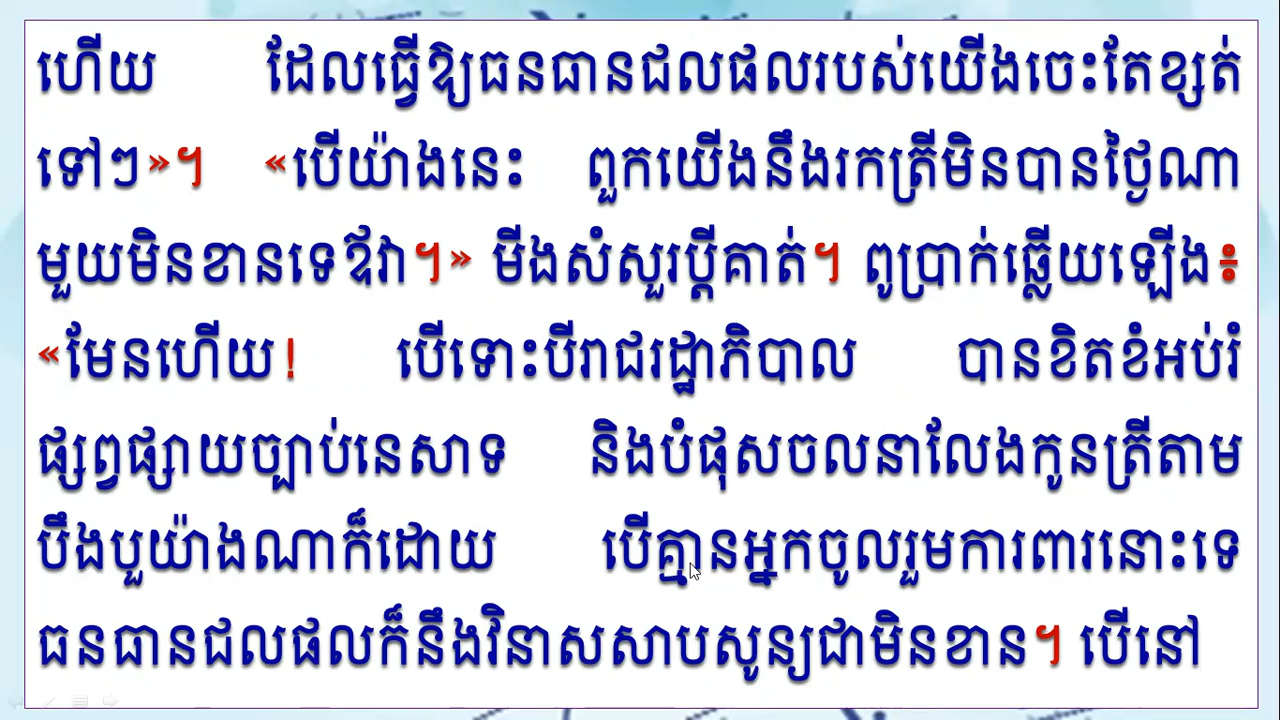 ហើយ ដែលធ្វើឱ្យធនធានជលផលរបស់យើងចេះតែខ្សត់
ទៅៗ»។ «បើយ៉ាងនេះ ពួកយើងនឹងរកត្រីមិនបានថ្ងៃណា
មួយមិនខានទេឪវា។» មីងសំសួរប្តីគាត់។ ពូប្រាក់ឆ្លើយឡើង៖
«មែនហើយ! បើទោះបីរាជរដ្ឋាភិបាល បានខិតខំអប់រំ
ផ្សព្វផ្សាយច្បាប់នេសាទ និងបំផុសចលនាលែងកូនត្រីតាម
បឹងបួយ៉ាងណាក៏ដោយ បើគ្មានអ្នកចូលរួមការពារនោះទេ
ធនធានជលផលក៏នឹងវិនាសសាបសូន្យជាមិនខាន។ បើនៅ